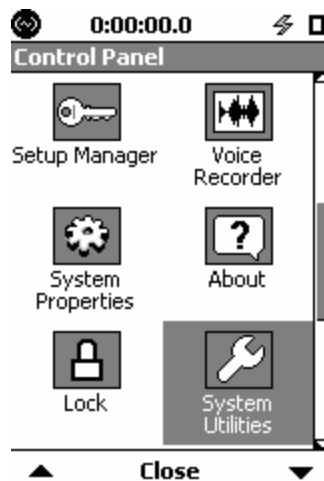 0:00:00.0
Control Panel
Setup Manager
Voice
Recorder
System
Properties
?
About
Lock
System
Utilities
Close